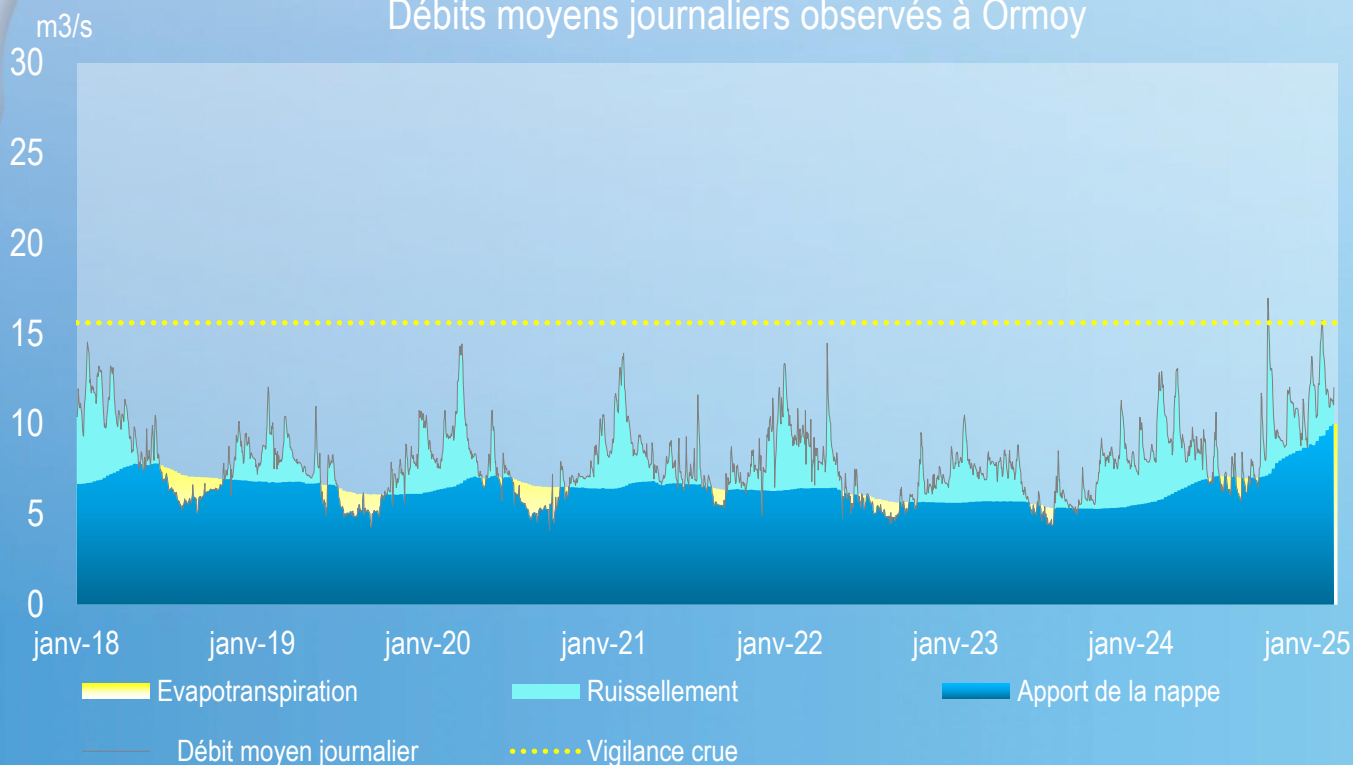 Débits moyens journaliers observés à Ormoy
m3/s
30
25
20
15
10
5
0
janv-18 janv-19 janv-20 janv-21 janv-22 janv-23 janv-24 janv-25
Evapotranspiration Ruissellement Apport de la nappe
Débit moyen journalier Vigilance crue